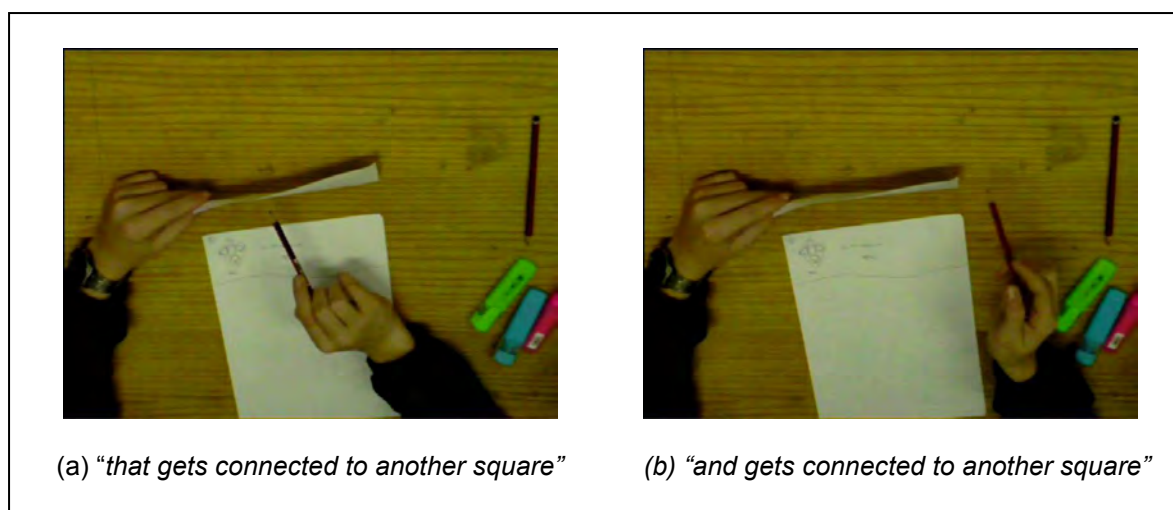 (a) “that gets connected to another square”
(b) “and gets connected to another square”